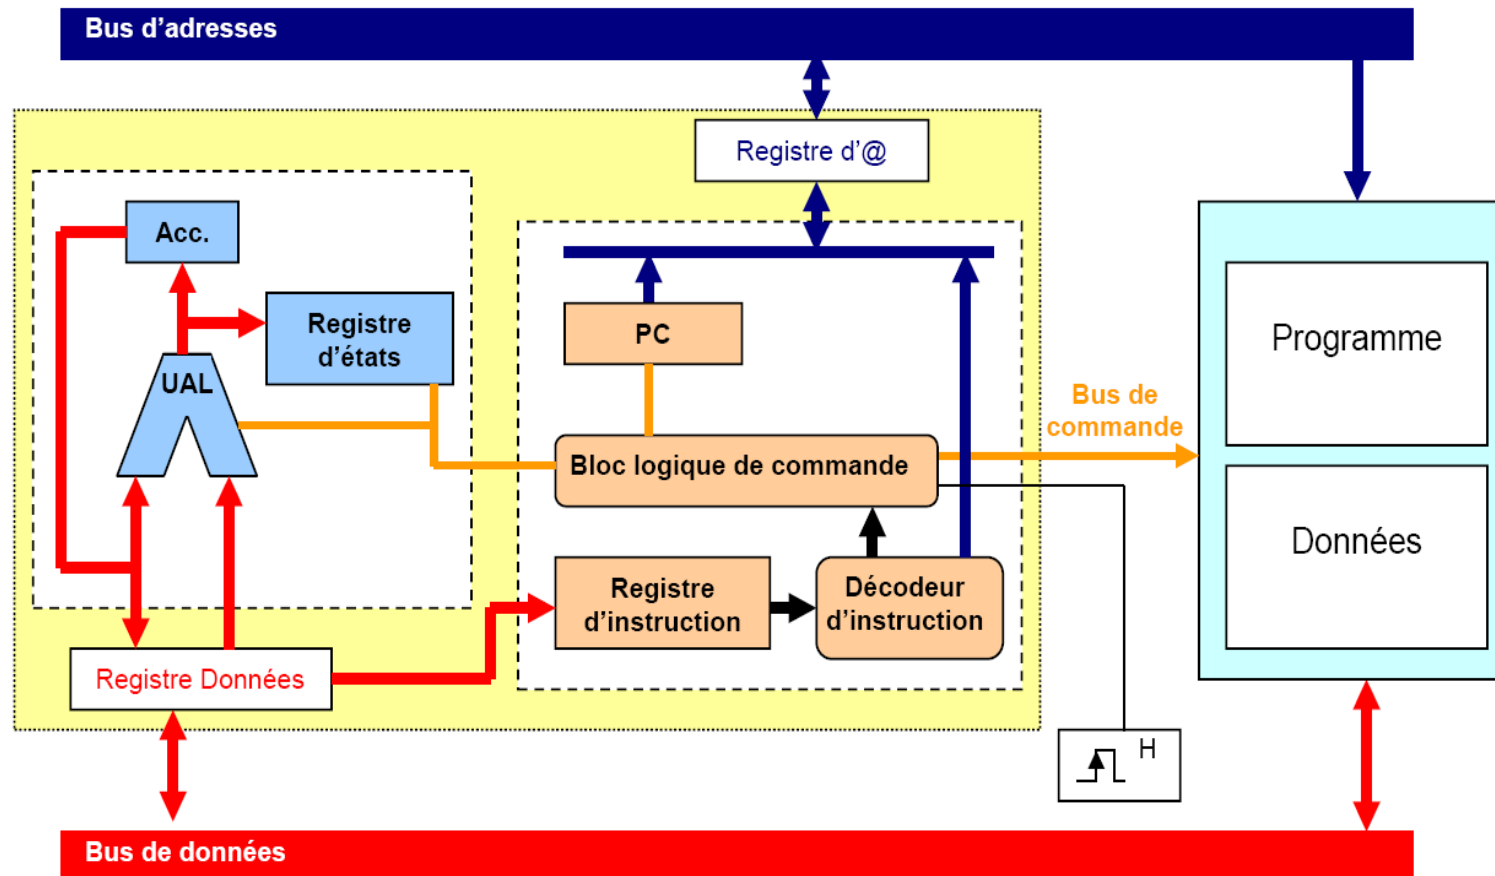 Bus d'adresses
Registre d'@
Acc.
Registre
d'états
UAL
PC
Programme
Bus de
commande
Bloc logique de commande
Données
Registre
d'instruction
Décodeur
d'instruction
Registre Données
H
Bus de données